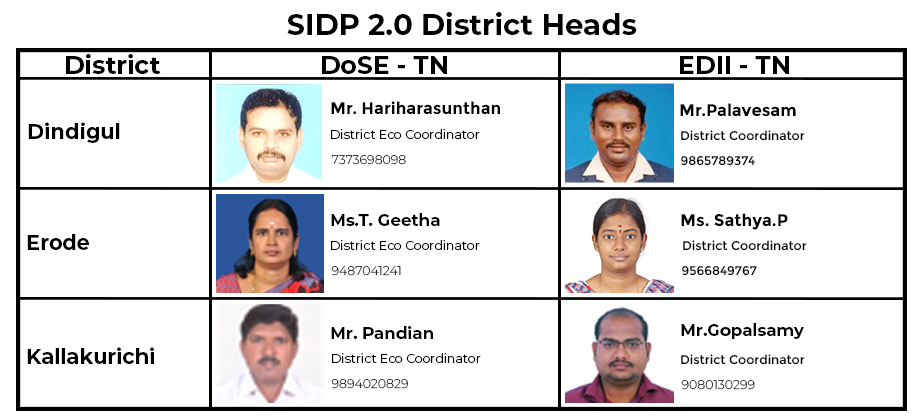 SIDP 2.0 District Heads
District
DoSE - TN
EDII - TN
Dindigul
Mr. Hariharasunthan
District Eco Coordinator
7373698098
Mr.Palavesam
District Coordinator
9865789374
Erode
Ms.T. Geetha
District Eco Coordinator
9487041241
Ms. Sathya.P
District Coordinator
9566849767
Kallakurichi
Mr. Pandian
District Eco Coordinator
9894020829
Mr.Gopalsamy
District Coordinator
9080130299